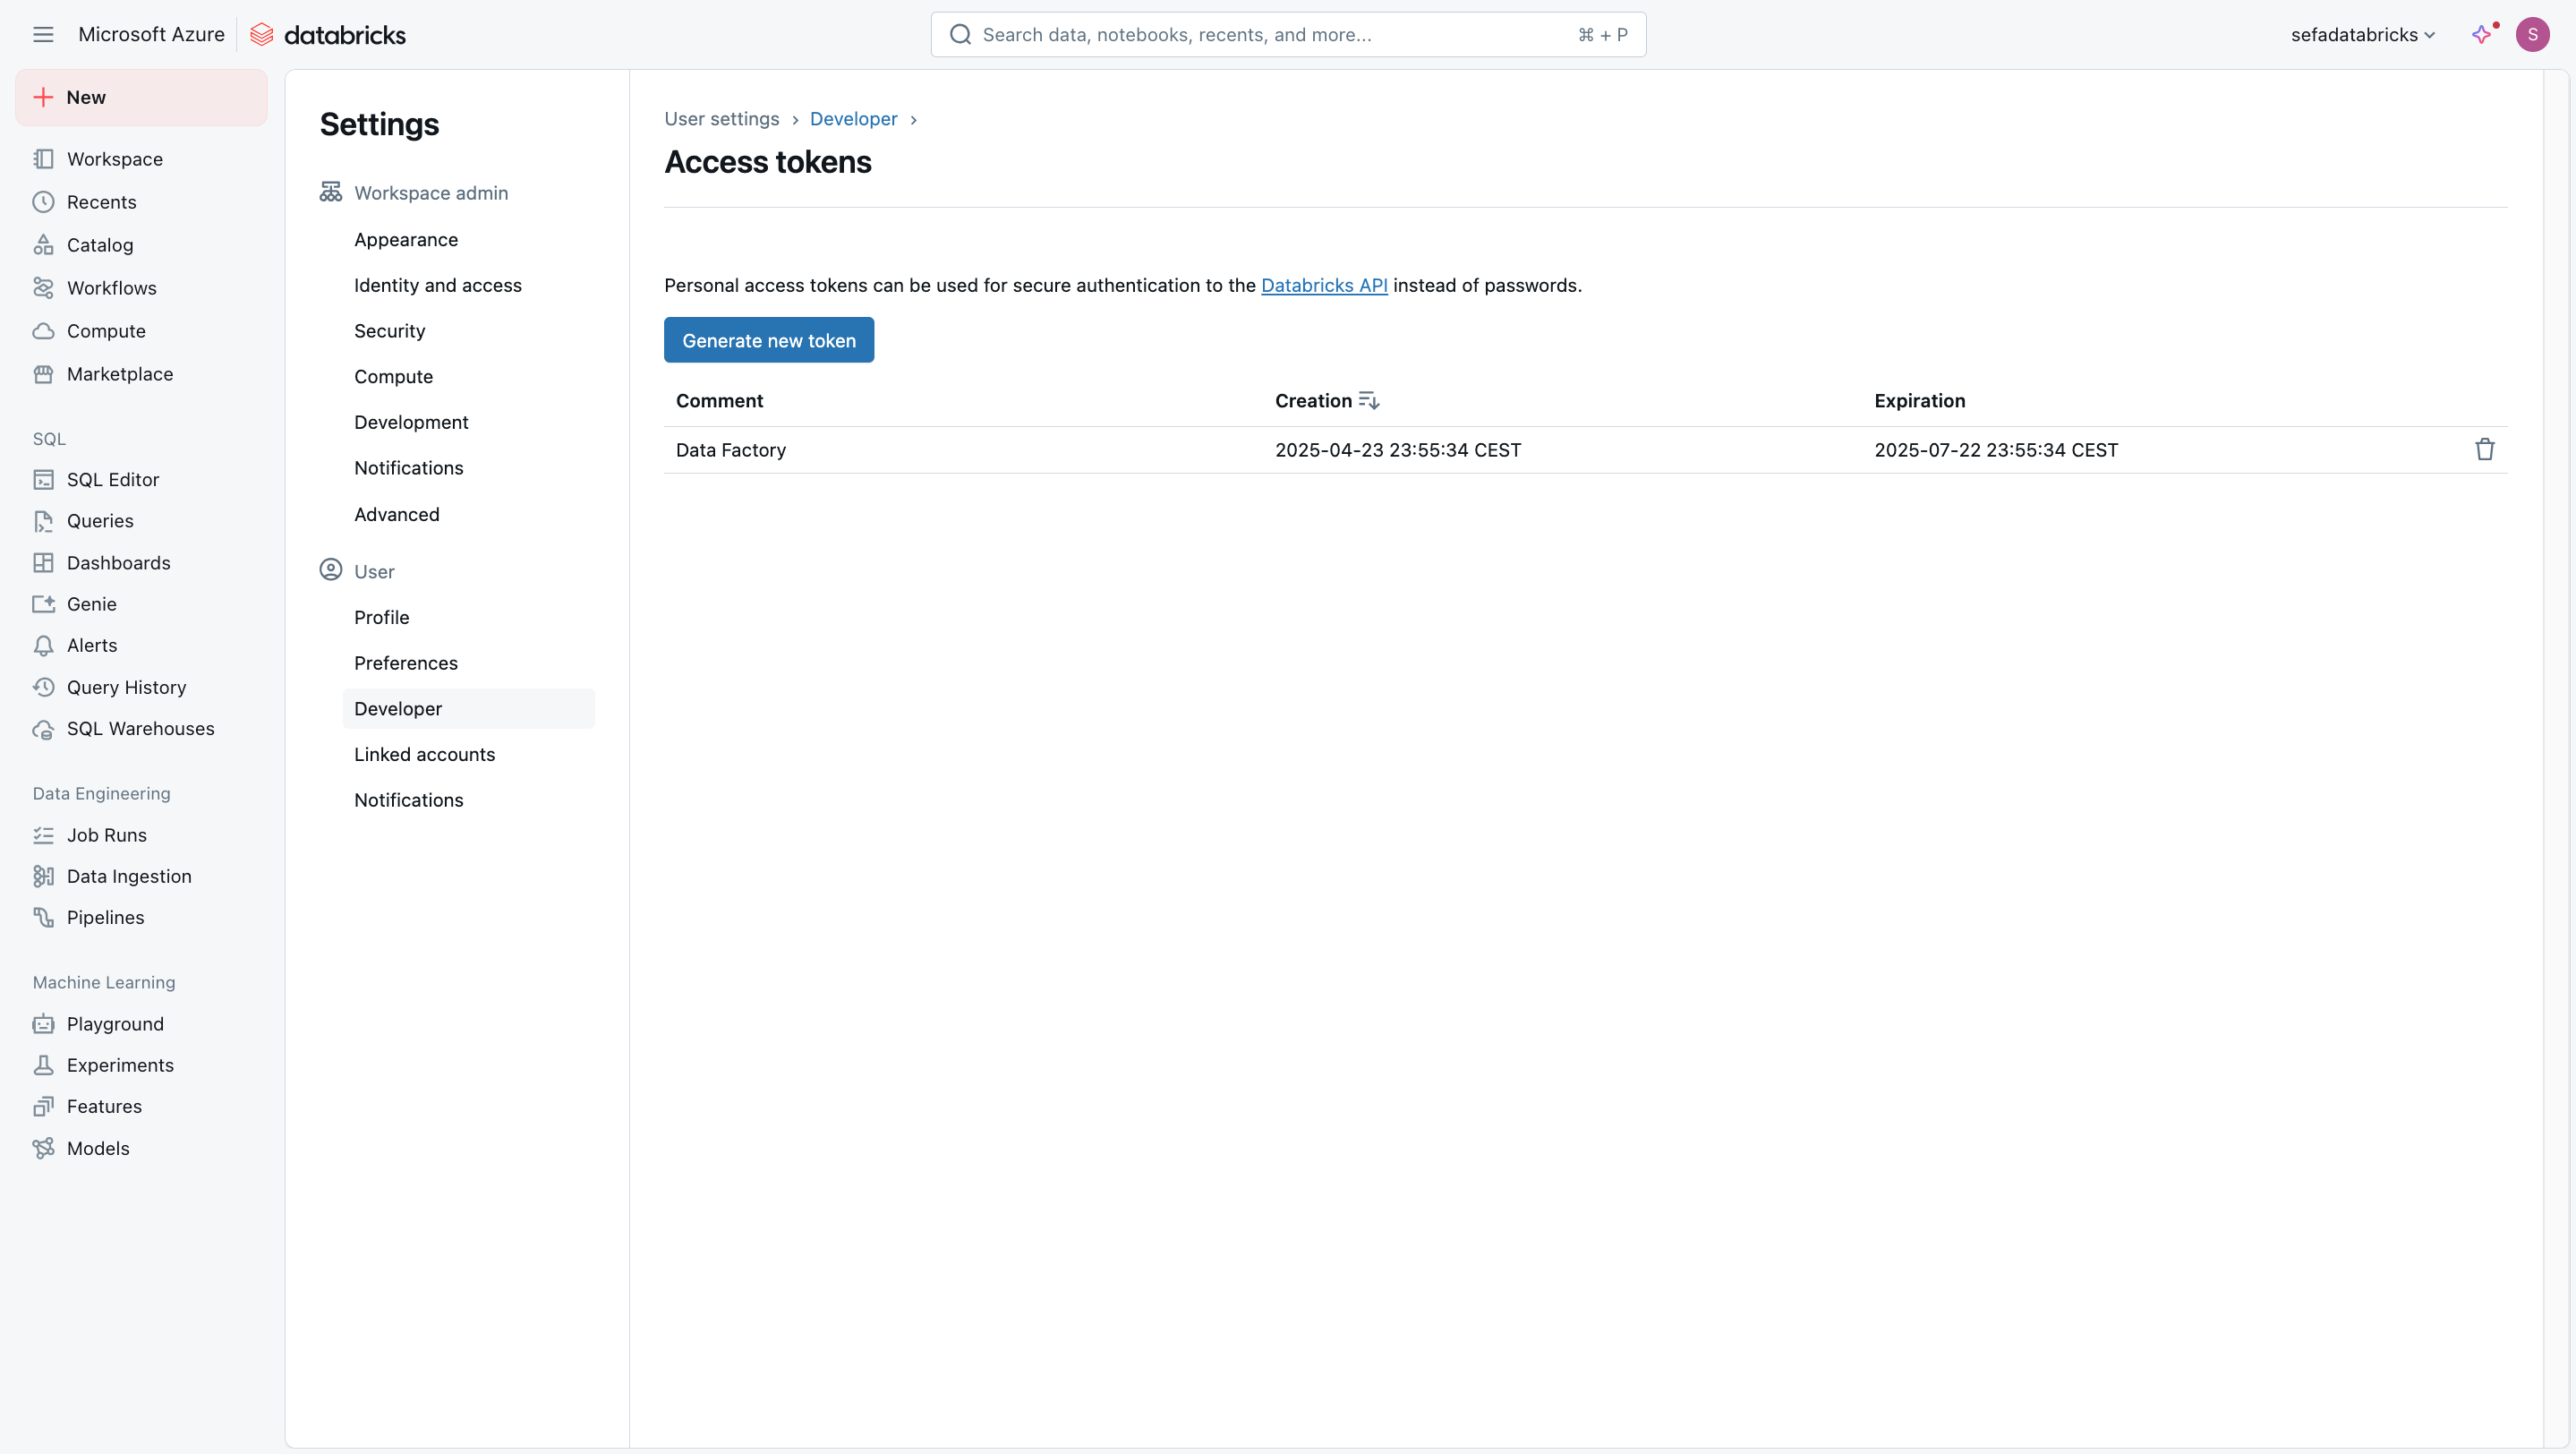 Microsoft Azure databricks
Search data, notebooks, recents, and more... ⌘ + P
sefadatabricks
S
New
Workspace
Recents
Catalog
Workflows
Compute
Marketplace
SQL
SQL Editor
Queries
Dashboards
Genie
Alerts
Query History
SQL Warehouses
Data Engineering
Job Runs
Data Ingestion
Pipelines
Machine Learning
Playground
Experiments
Features
Models
Settings
Workspace admin
Appearance
Identity and access
Security
Compute
Development
Notifications
Advanced
User
Profile
Preferences
Developer
Linked accounts
Notifications
User settings › Developer ›
Access tokens
Personal access tokens can be used for secure authentication to the Databricks API instead of passwords.
Generate new token
Comment Creation Expiration
Data Factory 2025-04-23 23:55:34 CEST 2025-07-22 23:55:34 CEST